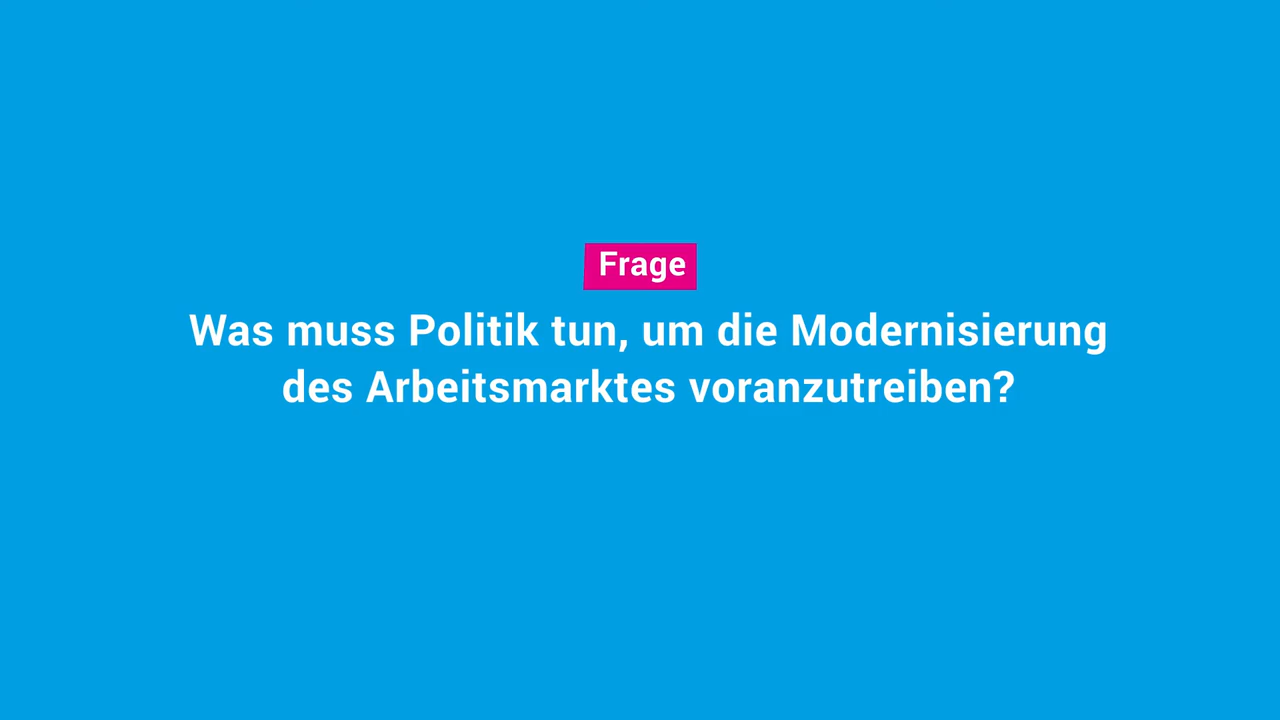 Frage
Was muss Politik tun, um die Modernisierung
des Arbeitsmarktes voranzutreiben?